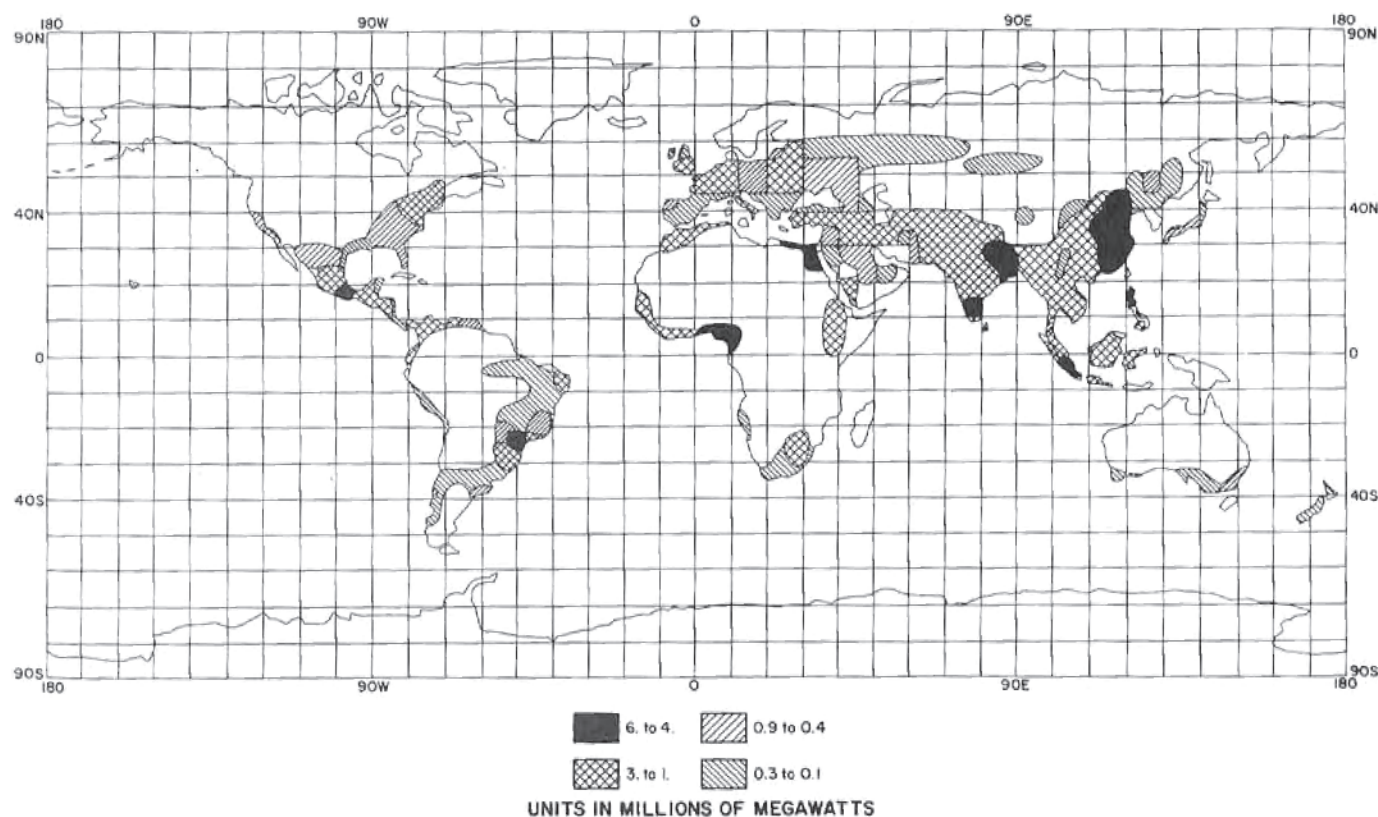 180 90W 0 90E 180
90N 90N
40N 40N
0 0
40S 40S
90S 90S
180 90W 0 90E 180
6. to 4. 0.9 to 0.4
3. to 1. 0.3 to 0.1
UNITS IN MILLIONS OF MEGAWATTS